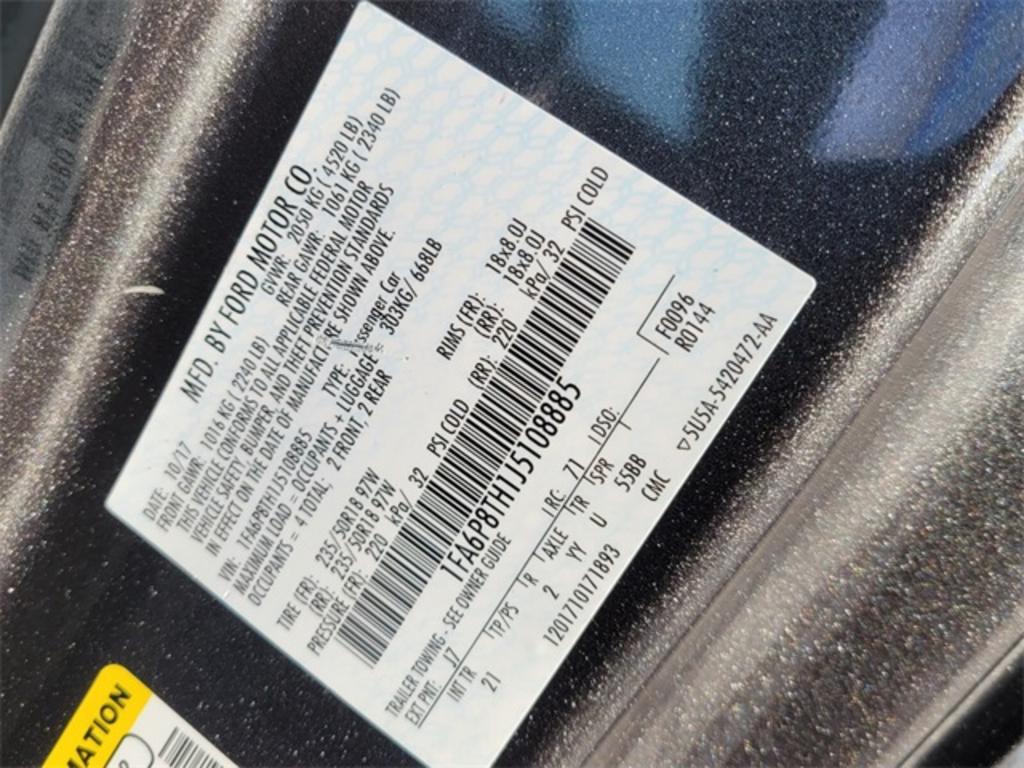 MFD. BY FORD MOTOR CO.
DATE: 10/17 GVWR: 2050 KG ( 4520 LB)
FRONT GAWR: 1016 KG ( 2240 LB) REAR GAWR: 1061 KG ( 2340 LB)
THIS VEHICLE CONFORMS TO ALL APPLICABLE FEDERAL MOTOR
VEHICLE SAFETY, BUMPER, AND THEFT PREVENTION STANDARDS
IN EFFECT ON THE DATE OF MANUFACTURE SHOWN ABOVE.
VIN: 1FA6P8TH1J5108885 TYPE: Passenger Car
MAXIMUM LOAD = OCCUPANTS + LUGGAGE 303KG/ 668LB
OCCUPANTS = 4 TOTAL; 2 FRONT, 2 REAR
TIRE (FR): 235/50R18 97W RIMS (FR): 18x8.0J
(RR): 235/50R18 97W (RR): 18x8.0J
PRESSURE (FR): 220 kPa/ 32 PSI COLD (RR): 220 kPa/ 32 PSI COLD
1FA6P8TH1J5108885
TRAILER TOWING - SEE OWNER GUIDE
F0096
R0144
EXT PNT: J7 RC: 71 DSO:
INT TR TP/PS R AXLE TR SPR
21 2 YY U 55BB
1201710171893 CMC
▽5U5A-5420472-AA
MATION